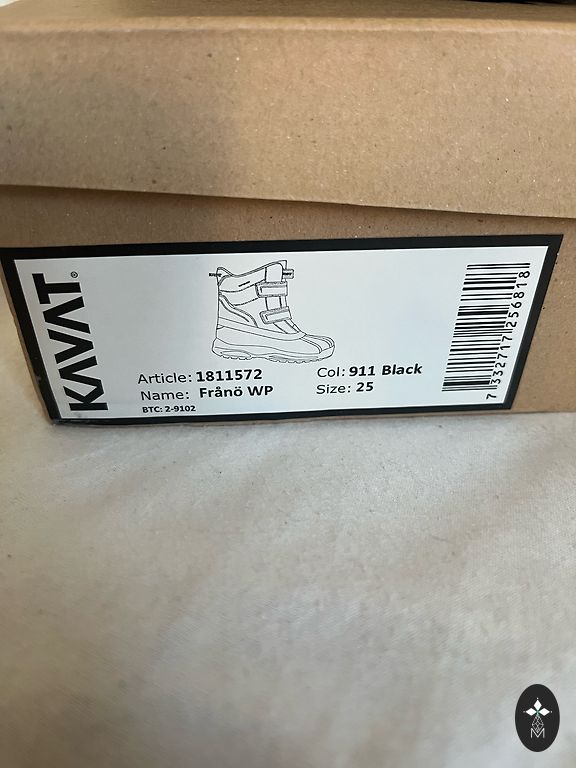 KAVAT®
Article: 1811572
Name: Frånö WP
BTC: 2-9102
Col: 911 Black
Size: 25
7 332717 256818
M